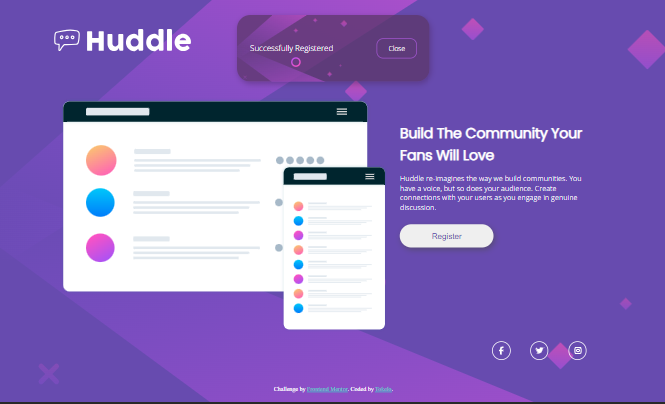 Huddle
Successfully Registered
Close
Build The Community Your
Fans Will Love
Huddle re-imagines the way we build communities. You
have a voice, but so does your audience. Create
connections with your users as you engage in genuine
discussion.
Register
Challenge by Frontend Mentor. Coded by